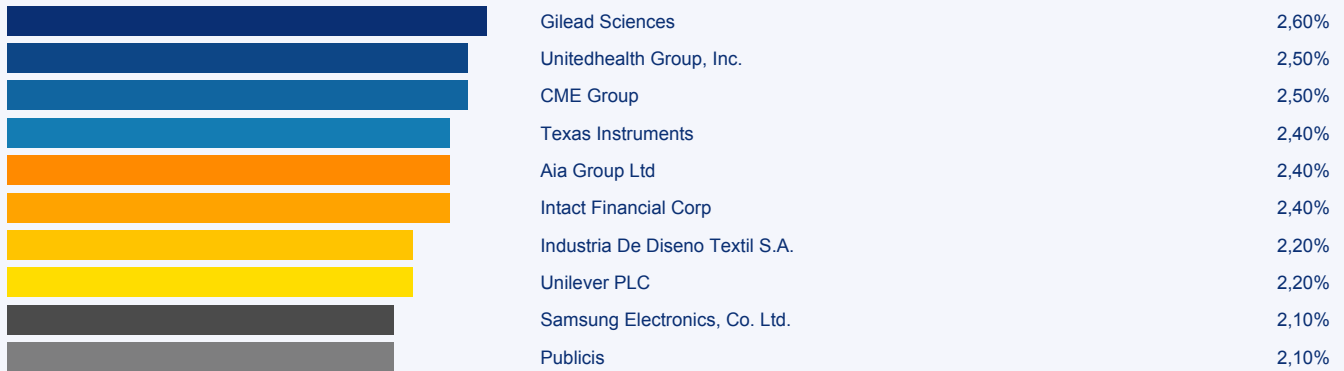 Gilead Sciences 2,60%
Unitedhealth Group, Inc. 2,50%
CME Group 2,50%
Texas Instruments 2,40%
Aia Group Ltd 2,40%
Intact Financial Corp 2,40%
Industria De Diseno Textil S.A. 2,20%
Unilever PLC 2,20%
Samsung Electronics, Co. Ltd. 2,10%
Publicis 2,10%